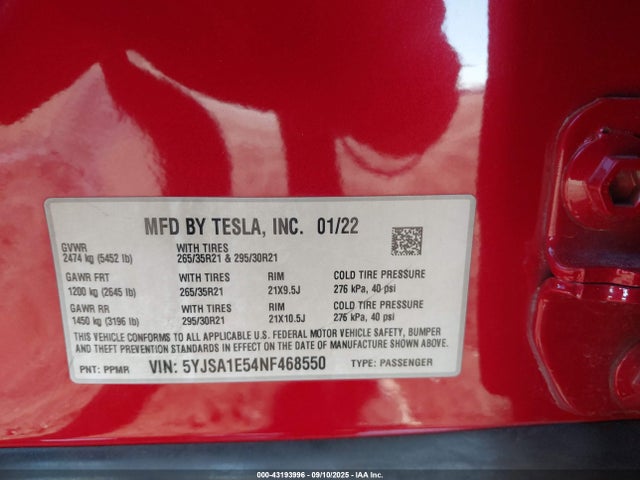 MFD BY TESLA, INC. 01/22
GVWR WITH TIRES
2474 kg (5452 lb) 265/35R21 & 295/30R21
GAWR FRT WITH TIRES RIM COLD TIRE PRESSURE
1200 kg (2645 lb) 265/35R21 21X9.5J 276 kPa, 40 psi
GAWR RR WITH TIRES RIM COLD TIRE PRESSURE
1450 kg (3196 lb) 295/30R21 21X10.5J 276 kPa, 40 psi
THIS VEHICLE CONFORMS TO ALL APPLICABLE U.S. FEDERAL MOTOR VEHICLE SAFETY, BUMPER
AND THEFT PREVENTION STANDARDS IN EFFECT ON THE DATE OF MANUFACTURE SHOWN ABOVE.
PNT: PPMR VIN: 5YJSA1E54NF468550 TYPE: PASSENGER
000-43193996 - 09/10/2025 - IAA Inc.